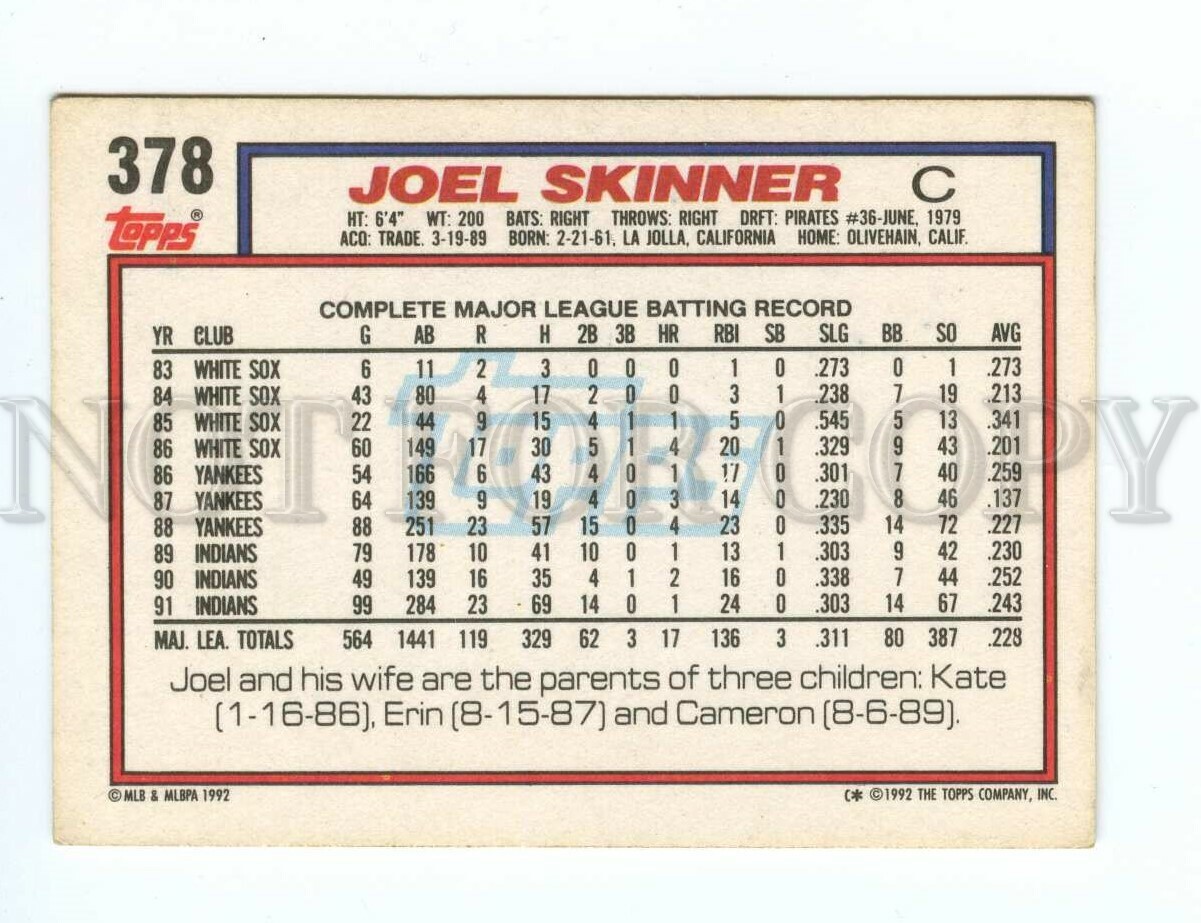 378
topps®
JOEL SKINNER C
HT: 6'4" WT: 200 BATS: RIGHT THROWS: RIGHT DRFT: PIRATES #36-JUNE, 1979
ACQ: TRADE. 3-19-89 BORN: 2-21-61, LA JOLLA, CALIFORNIA HOME: OLIVEHAIN, CALIF.
COMPLETE MAJOR LEAGUE BATTING RECORD
YR CLUB G AB R H 2B 3B HR RBI SB SLG BB SO AVG
83 WHITE SOX 6 11 2 3 0 0 0 1 0 .273 0 1 .273
84 WHITE SOX 43 80 4 17 2 0 0 3 1 .238 7 19 .213
85 WHITE SOX 22 44 9 15 4 1 1 5 0 .545 5 13 .341
86 WHITE SOX 60 149 17 30 5 1 4 20 1 .329 9 43 .201
86 YANKEES 54 166 6 43 4 0 1 17 0 .301 7 40 .259
87 YANKEES 64 139 9 19 4 0 3 14 0 .230 8 46 .137
88 YANKEES 88 251 23 57 15 0 4 23 0 .335 14 72 .227
89 INDIANS 79 178 10 41 10 0 1 13 1 .303 9 42 .230
90 INDIANS 49 139 16 35 4 1 2 16 0 .338 7 44 .252
91 INDIANS 99 284 23 69 14 0 1 24 0 .303 14 67 .243
MAJ. LEA. TOTALS 564 1441 119 329 62 3 17 136 3 .311 80 387 .228
topps
NOT FOR COPY
Joel and his wife are the parents of three children: Kate
(1-16-86), Erin (8-15-87) and Cameron (8-6-89).
© MLB & MLBPA 1992 C* ©1992 THE TOPPS COMPANY, INC.